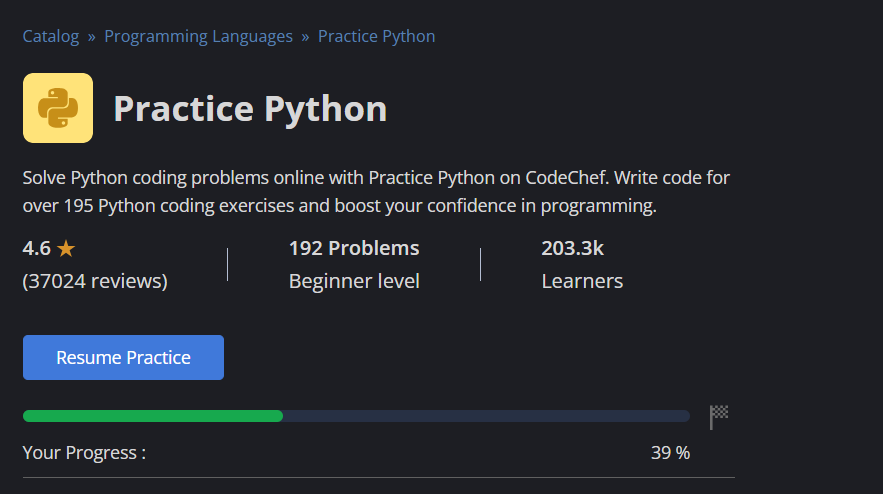 Catalog » Programming Languages » Practice Python
Practice Python
Solve Python coding problems online with Practice Python on CodeChef. Write code for
over 195 Python coding exercises and boost your confidence in programming.
4.6 ★ 192 Problems 203.3k
(37024 reviews) Beginner level Learners
Resume Practice
Your Progress : 39 %